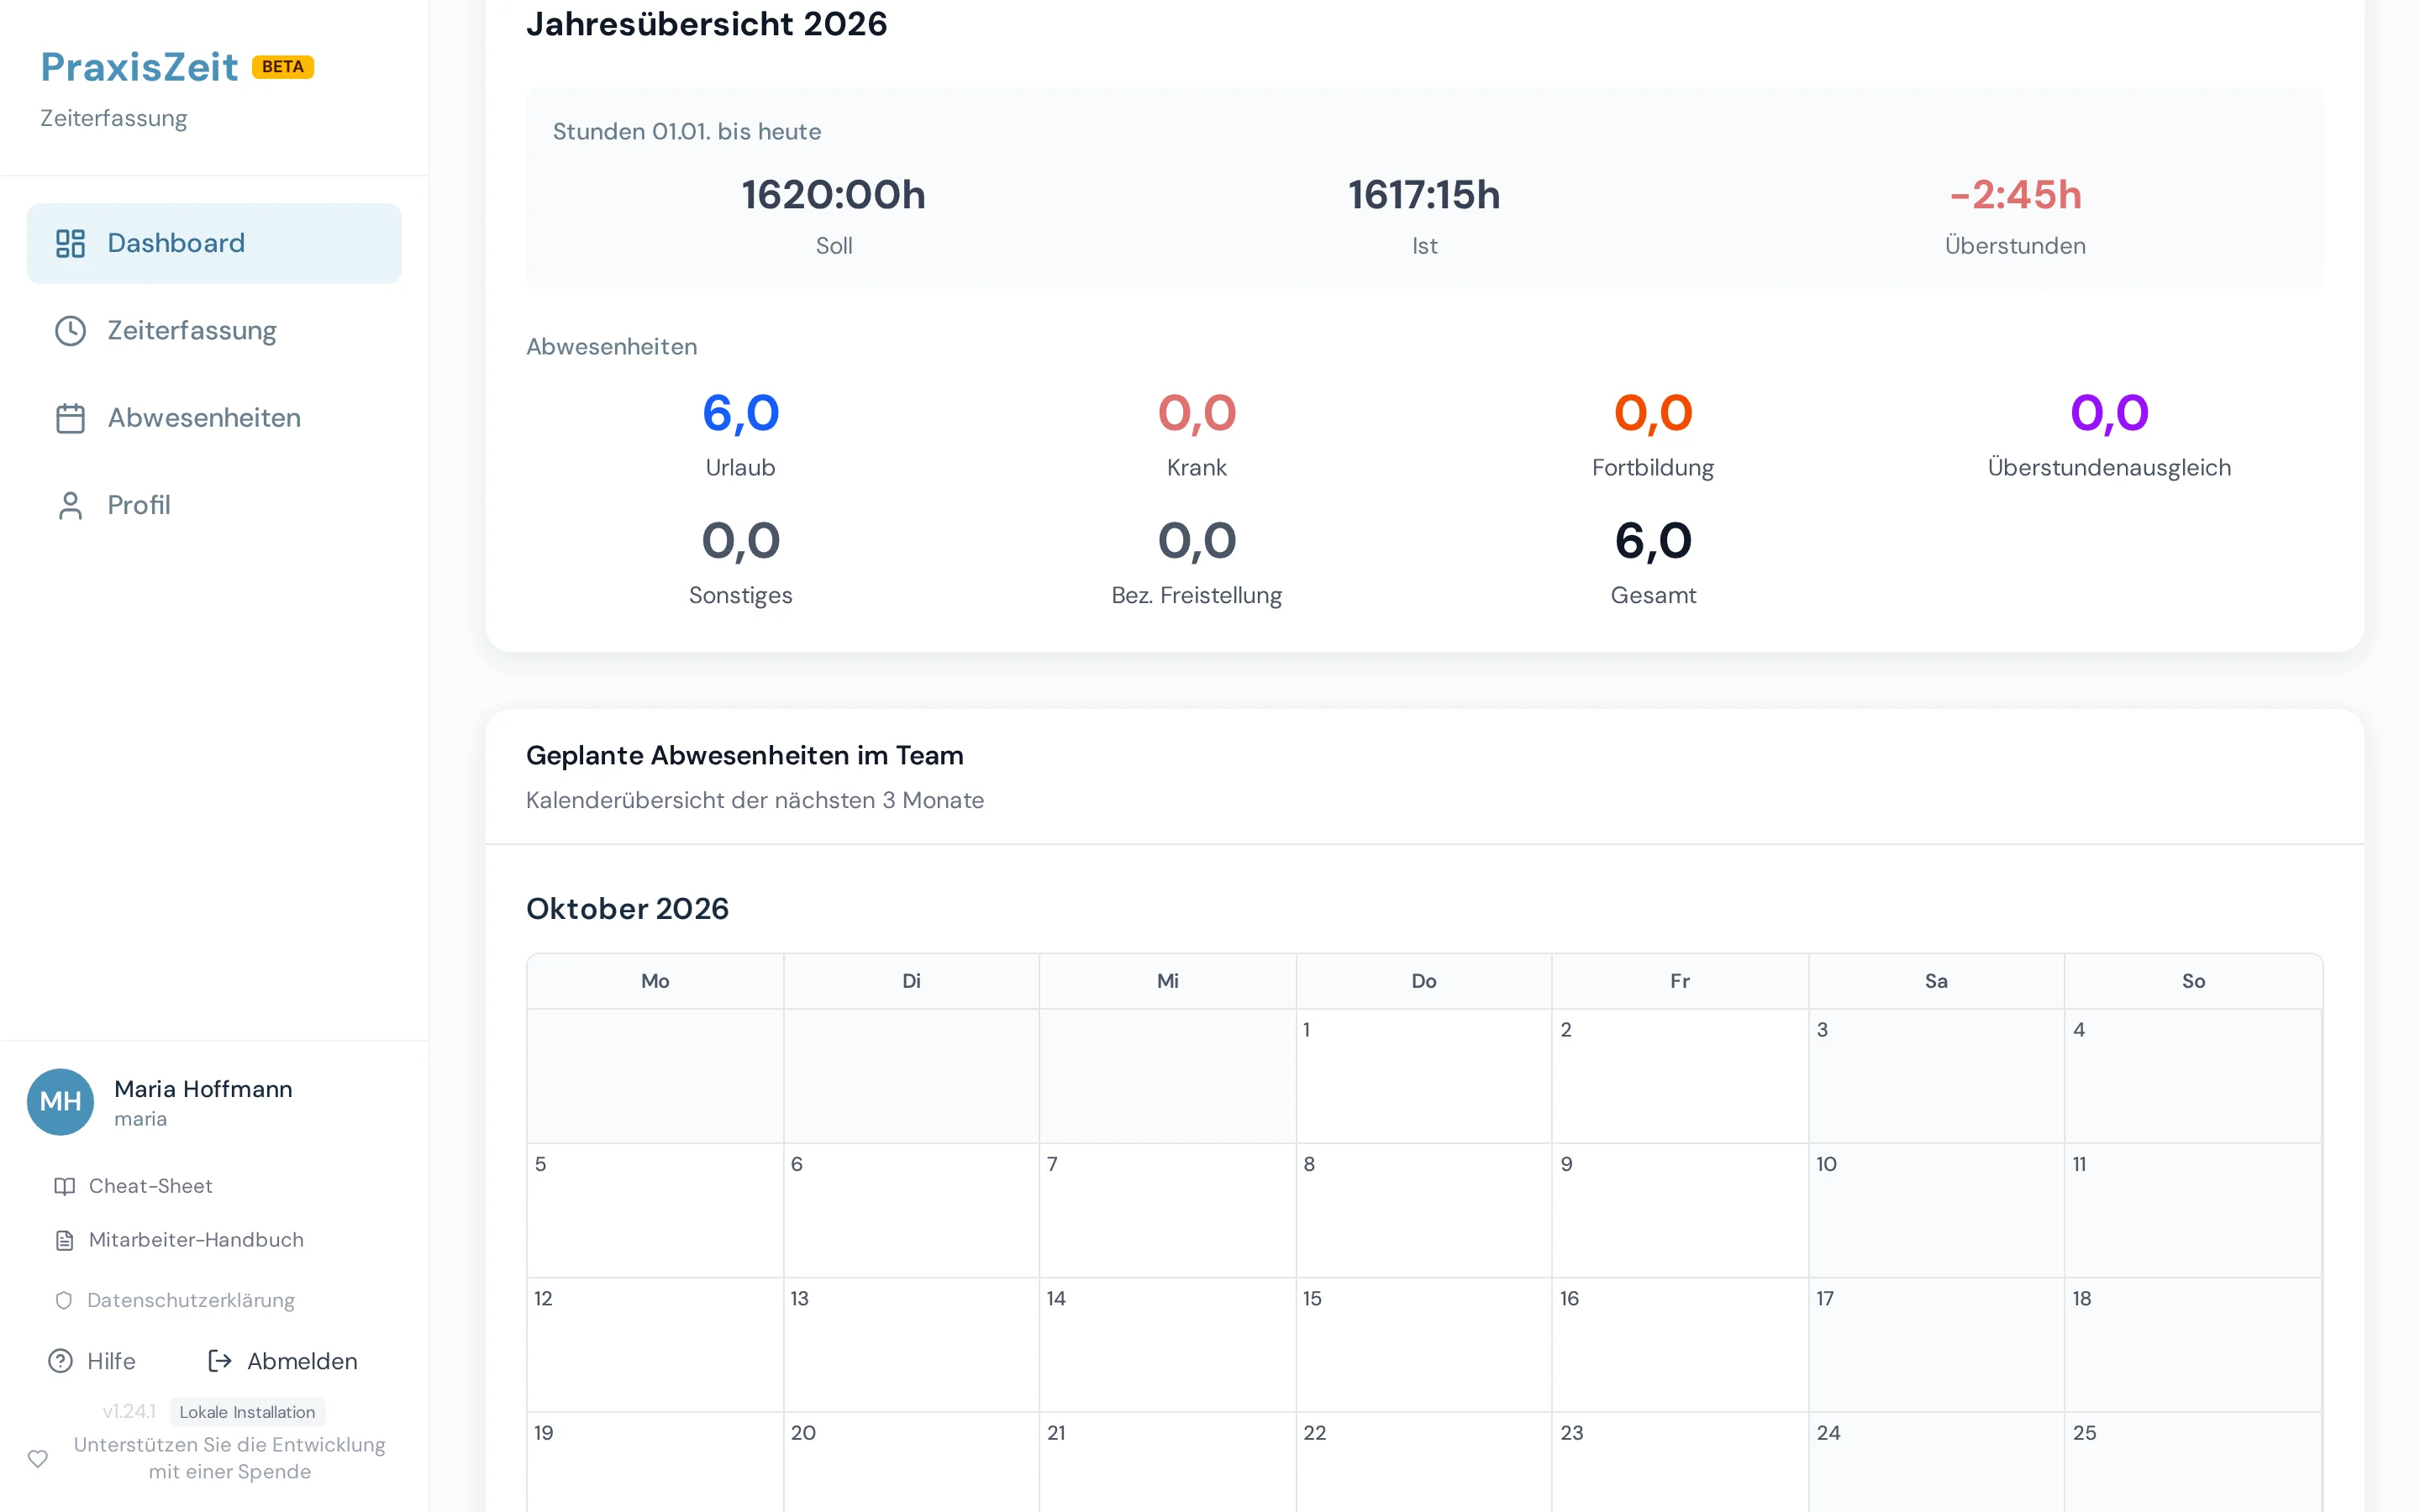 PraxisZeit BETA
Zeiterfassung
Dashboard
Zeiterfassung
Abwesenheiten
Profil
MH
Maria Hoffmann
maria
Cheat-Sheet
Mitarbeiter-Handbuch
Datenschutzerklärung
Hilfe Abmelden
v1.24.1 Lokale Installation
Unterstützen Sie die Entwicklung
mit einer Spende
Jahresübersicht 2026
Stunden 01.01. bis heute
1620:00h 1617:15h -2:45h
Soll Ist Überstunden
Abwesenheiten
6,0 0,0 0,0 0,0
Urlaub Krank Fortbildung Überstundenausgleich
0,0 0,0 6,0
Sonstiges Bez. Freistellung Gesamt
Geplante Abwesenheiten im Team
Kalenderübersicht der nächsten 3 Monate
Oktober 2026
Mo Di Mi Do Fr Sa So
1 2 3 4
5 6 7 8 9 10 11
12 13 14 15 16 17 18
19 20 21 22 23 24 25